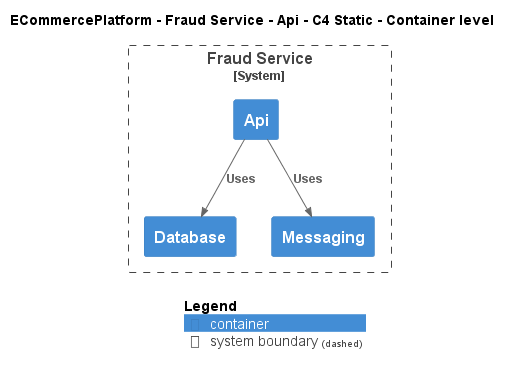 ECommercePlatform - Fraud Service - Api - C4 Static - Container level
Fraud Service
[System]
Api
Uses
Uses
Database
Messaging
Legend
container
system boundary (dashed)